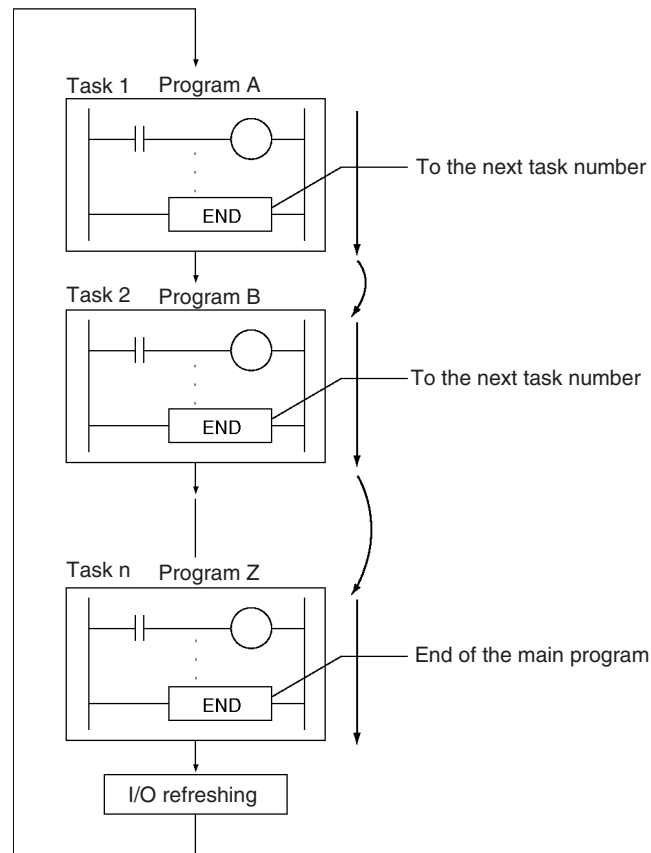 Task 1 Program A
END
To the next task number
Task 2 Program B
END
To the next task number
Task n Program Z
END
End of the main program
I/O refreshing